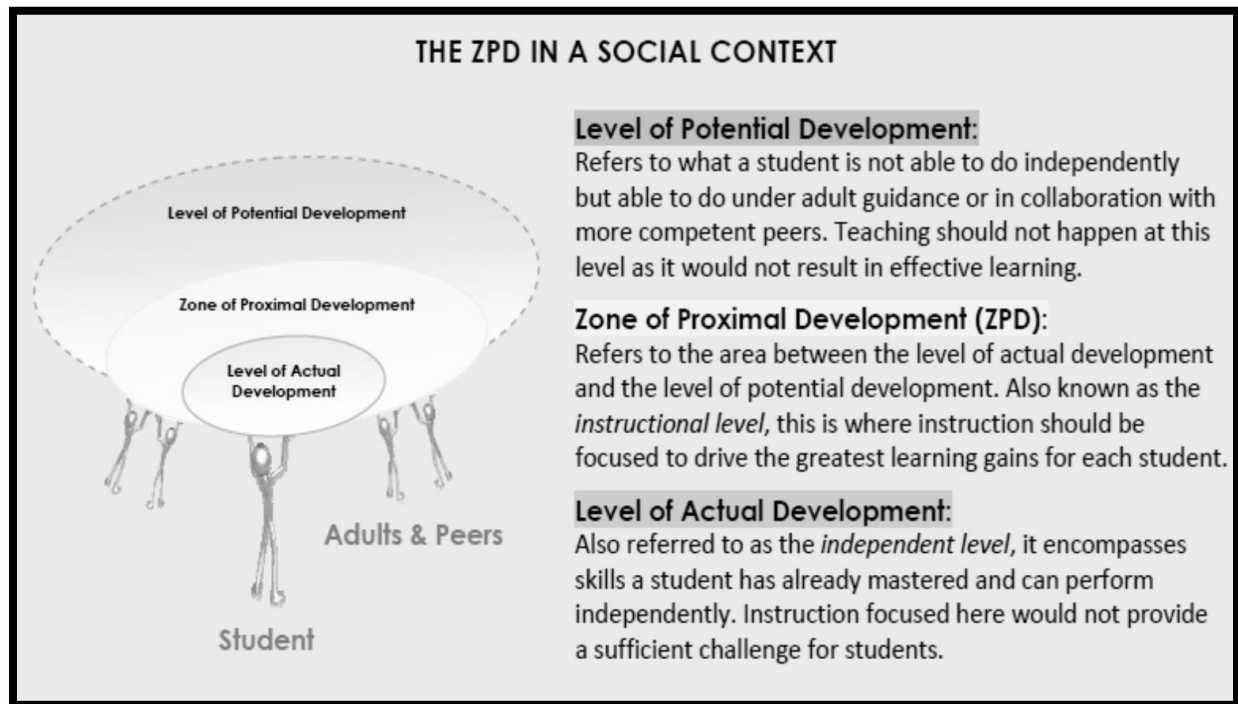 THE ZPD IN A SOCIAL CONTEXT
Level of Potential Development
Zone of Proximal Development
Level of Actual
Development
Adults & Peers
Student
Level of Potential Development:
Refers to what a student is not able to do independently
but able to do under adult guidance or in collaboration with
more competent peers. Teaching should not happen at this
level as it would not result in effective learning.
Zone of Proximal Development (ZPD):
Refers to the area between the level of actual development
and the level of potential development. Also known as the
instructional level, this is where instruction should be
focused to drive the greatest learning gains for each student.
Level of Actual Development:
Also referred to as the independent level, it encompasses
skills a student has already mastered and can perform
independently. Instruction focused here would not provide
a sufficient challenge for students.